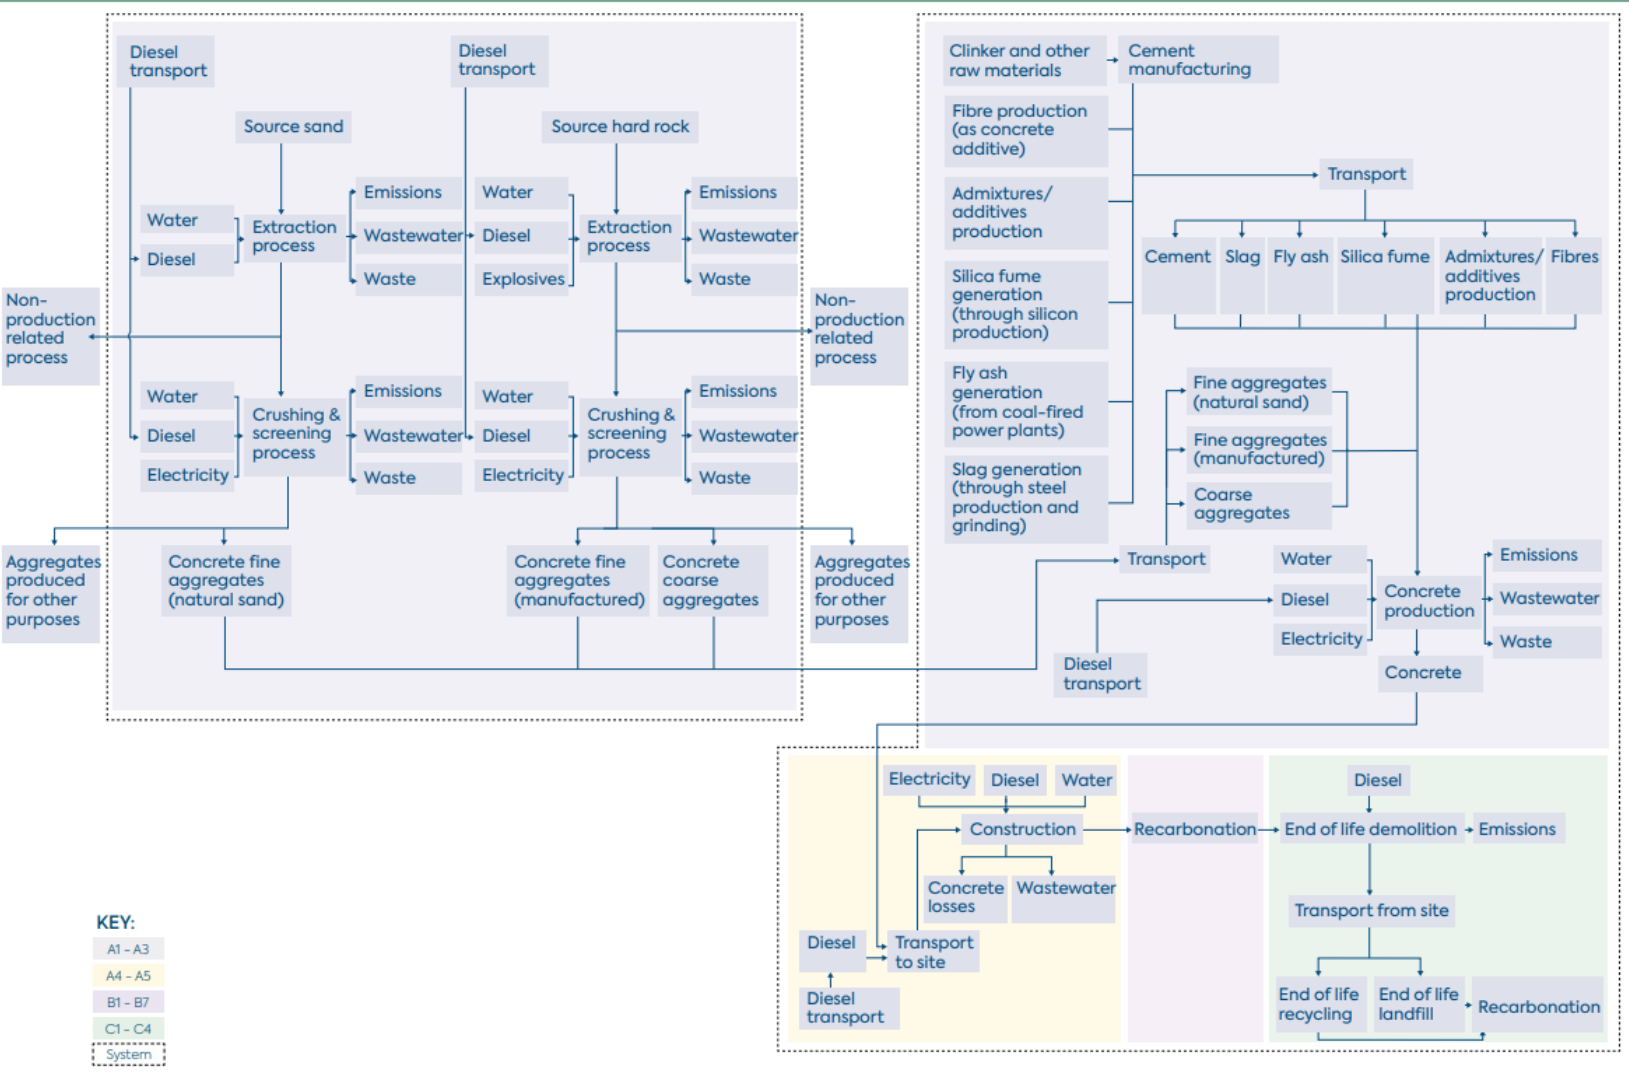 Diesel
transport
Diesel
transport
Source sand
Source hard rock
Water
Diesel
Extraction
process
Emissions
Wastewater
Waste
Water
Diesel
Explosives
Extraction
process
Emissions
Wastewater
Waste
Non-
production
related
process
Non-
production
related
process
Water
Diesel
Electricity
Crushing &
screening
process
Emissions
Wastewater
Waste
Water
Diesel
Electricity
Crushing &
screening
process
Emissions
Wastewater
Waste
Aggregates
produced
for other
purposes
Concrete fine
aggregates
(natural sand)
Concrete fine
aggregates
(manufactured)
Concrete
coarse
aggregates
Aggregates
produced
for other
purposes
Clinker and other
raw materials
Cement
manufacturing
Fibre production
(as concrete
additive)
Admixtures/
additives
production
Silica fume
generation
(through silicon
production)
Fly ash
generation
(from coal-fired
power plants)
Slag generation
(through steel
production and
grinding)
Transport
Cement
Slag
Fly ash
Silica fume
Admixtures/
additives
production
Fibres
Fine aggregates
(natural sand)
Fine aggregates
(manufactured)
Coarse
aggregates
Transport
Water
Diesel
Electricity
Concrete
production
Emissions
Wastewater
Waste
Diesel
transport
Concrete
Electricity
Diesel
Water
Construction
Concrete
losses
Wastewater
Diesel
Transport
to site
Diesel
transport
Recarbonation
Diesel
End of life demolition
Emissions
Transport from site
End of life
recycling
End of life
landfill
Recarbonation
KEY:
A1 - A3
A4 - A5
B1 - B7
C1 - C4
System